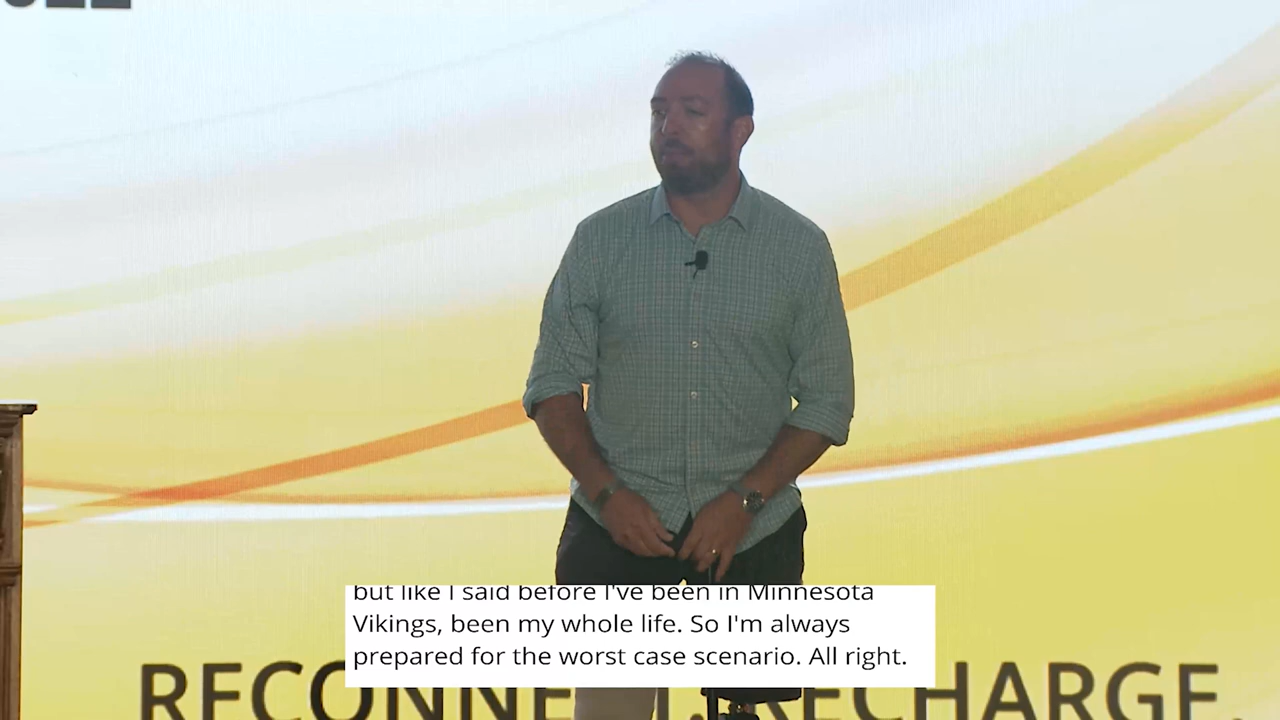 but like I said before I've been in Minnesota
Vikings, been my whole life. So I'm always
prepared for the worst case scenario. All right.
RECONNECT. RECHARGE.